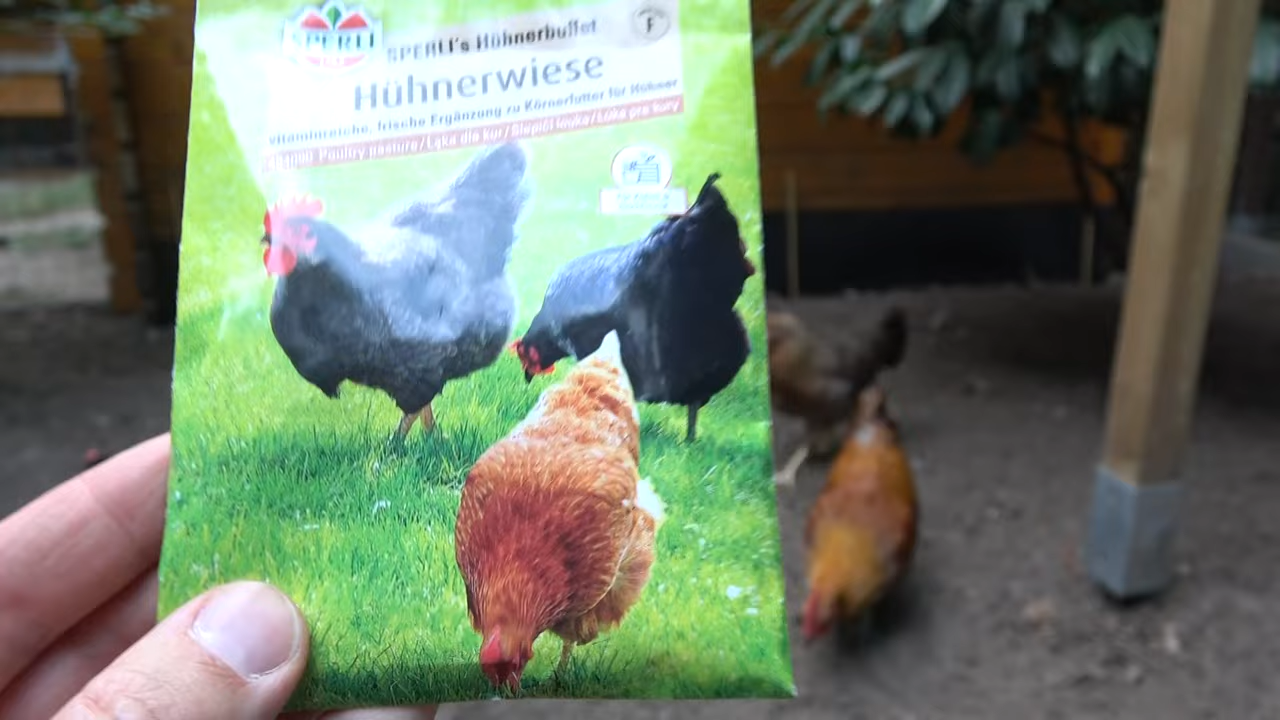 SPERLI
SPERLI's Hühnerbuffet
F
Hühnerwiese
vitaminreiche, frische Ergänzung zu Körnerfutter für Hühner
Poultry pasture/Łąka dla kur/Slepičí louka/Lúka pre kury